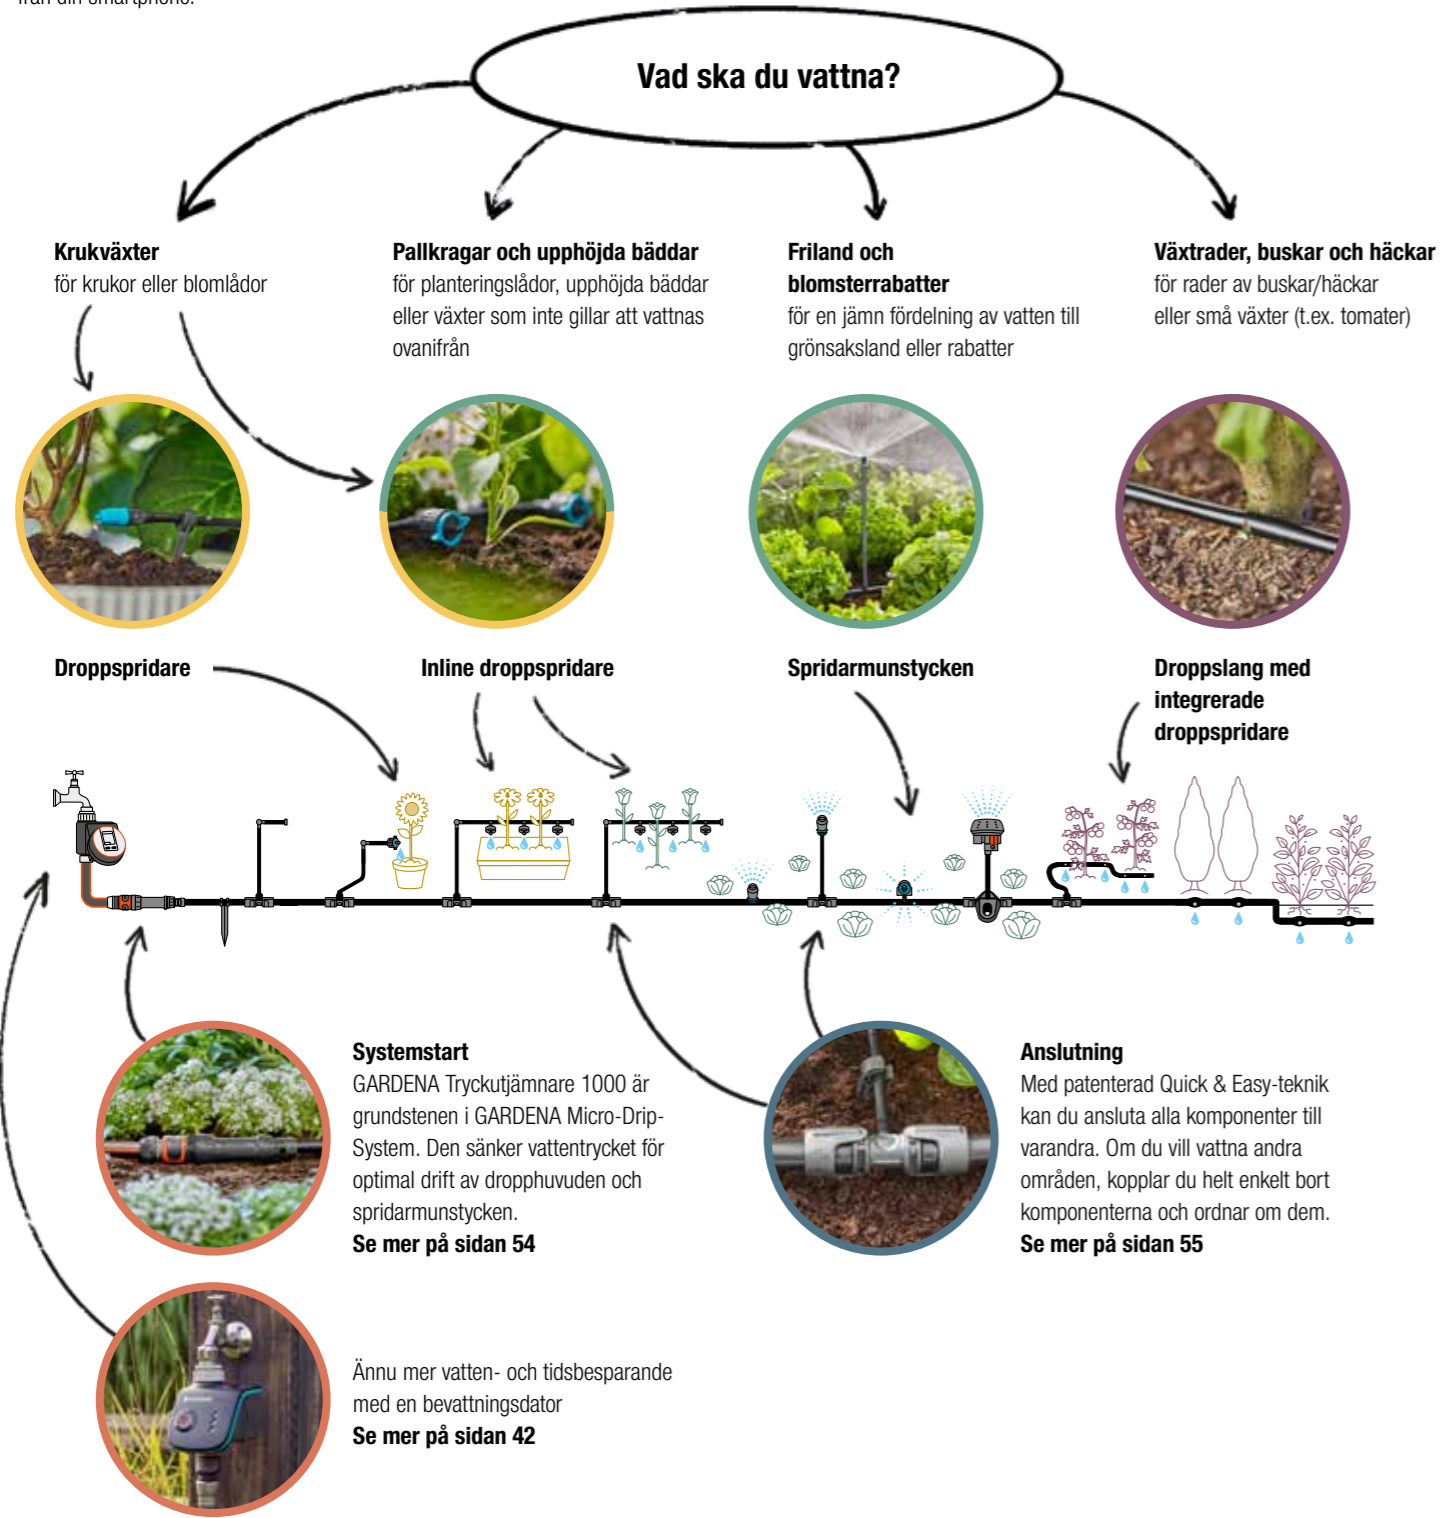 från din smartphone.
Vad ska du vattna?
Krukväxter
för krukor eller blomlådor
Pallkragar och upphöjda bäddar
för planteringslådor, upphöjda bäddar
eller växter som inte gillar att vattnas
ovanifrån
Friland och
blomsterrabatter
för en jämn fördelning av vatten till
grönsaksland eller rabatter
Växtrader, buskar och häckar
för rader av buskar/häckar
eller små växter (t.ex. tomater)
Droppspridare
Inline droppspridare
Spridarmunstycken
Droppslang med
integrerade
droppspridare
Systemstart
GARDENA Tryckutjämnare 1000 är
grundstenen i GARDENA Micro-Drip-
System. Den sänker vattentrycket för
optimal drift av dropphuvuden och
spridarmunstycken.
Se mer på sidan 54
Anslutning
Med patenterad Quick & Easy-teknik
kan du ansluta alla komponenter till
varandra. Om du vill vattna andra
områden, kopplar du helt enkelt bort
komponenterna och ordnar om dem.
Se mer på sidan 55
Ännu mer vatten- och tidsbesparande
med en bevattningsdator
Se mer på sidan 42